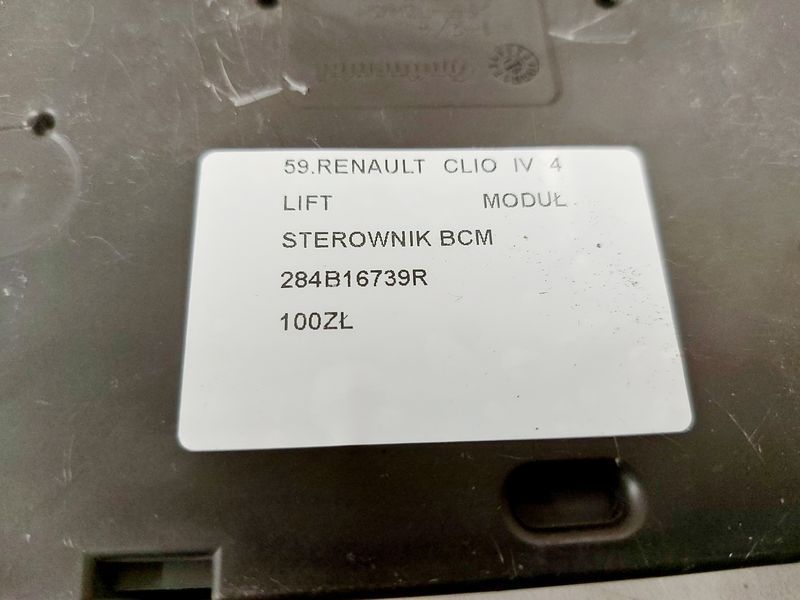 59.RENAULT CLIO IV 4
LIFT MODUŁ
STEROWNIK BCM
284B16739R
100ZŁ